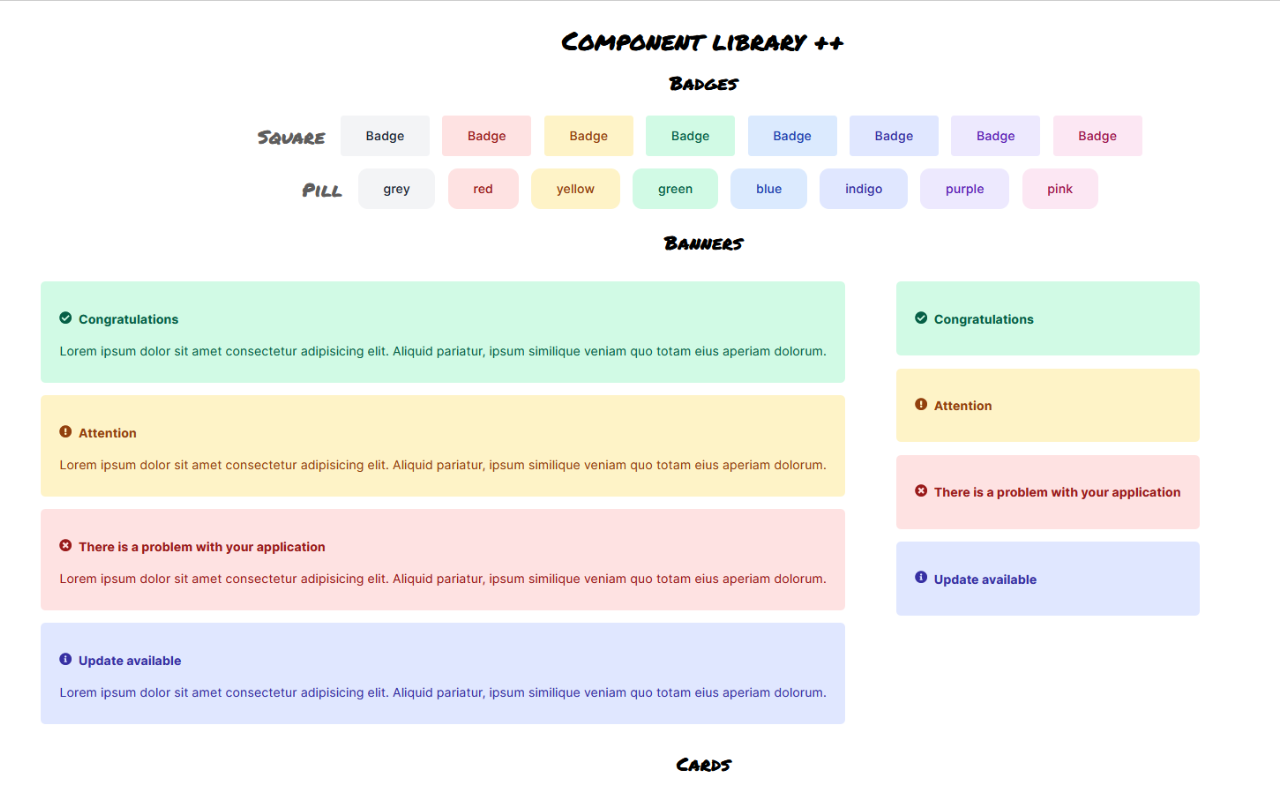 Component library ++
Badges
Square Badge Badge Badge Badge Badge Badge Badge Badge
Pill grey red yellow green blue indigo purple pink
Banners
Congratulations
Lorem ipsum dolor sit amet consectetur adipisicing elit. Aliquid pariatur, ipsum similique veniam quo totam eius aperiam dolorum.
Attention
Lorem ipsum dolor sit amet consectetur adipisicing elit. Aliquid pariatur, ipsum similique veniam quo totam eius aperiam dolorum.
There is a problem with your application
Lorem ipsum dolor sit amet consectetur adipisicing elit. Aliquid pariatur, ipsum similique veniam quo totam eius aperiam dolorum.
Update available
Lorem ipsum dolor sit amet consectetur adipisicing elit. Aliquid pariatur, ipsum similique veniam quo totam eius aperiam dolorum.
Congratulations
Attention
There is a problem with your application
Update available
Cards